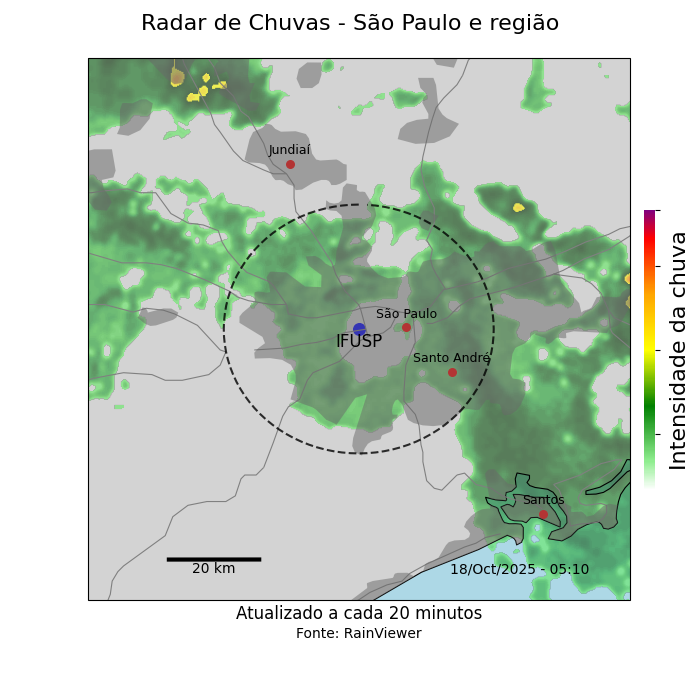 Radar de Chuvas - São Paulo e região
Jundiaí
São Paulo
IFUSP
Santo André
Santos
20 km
18/Oct/2025 - 05:10
Intensidade da chuva
Atualizado a cada 20 minutos
Fonte: RainViewer